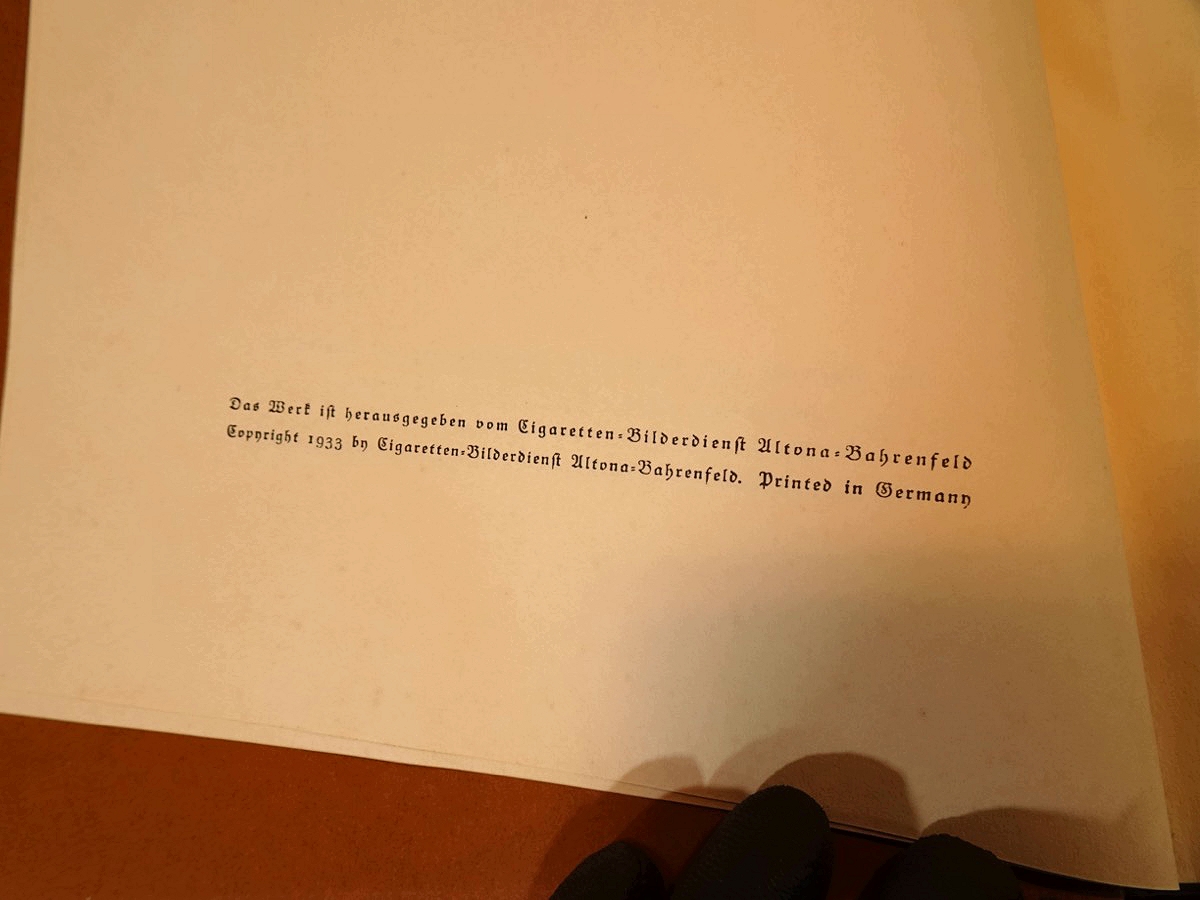 Das Werk iſt herausgegeben vom Cigaretten-Bilderdienſt Altona-Bahrenfeld
Copyright 1933 by Cigaretten-Bilderdienſt Altona-Bahrenfeld. Printed in Germany